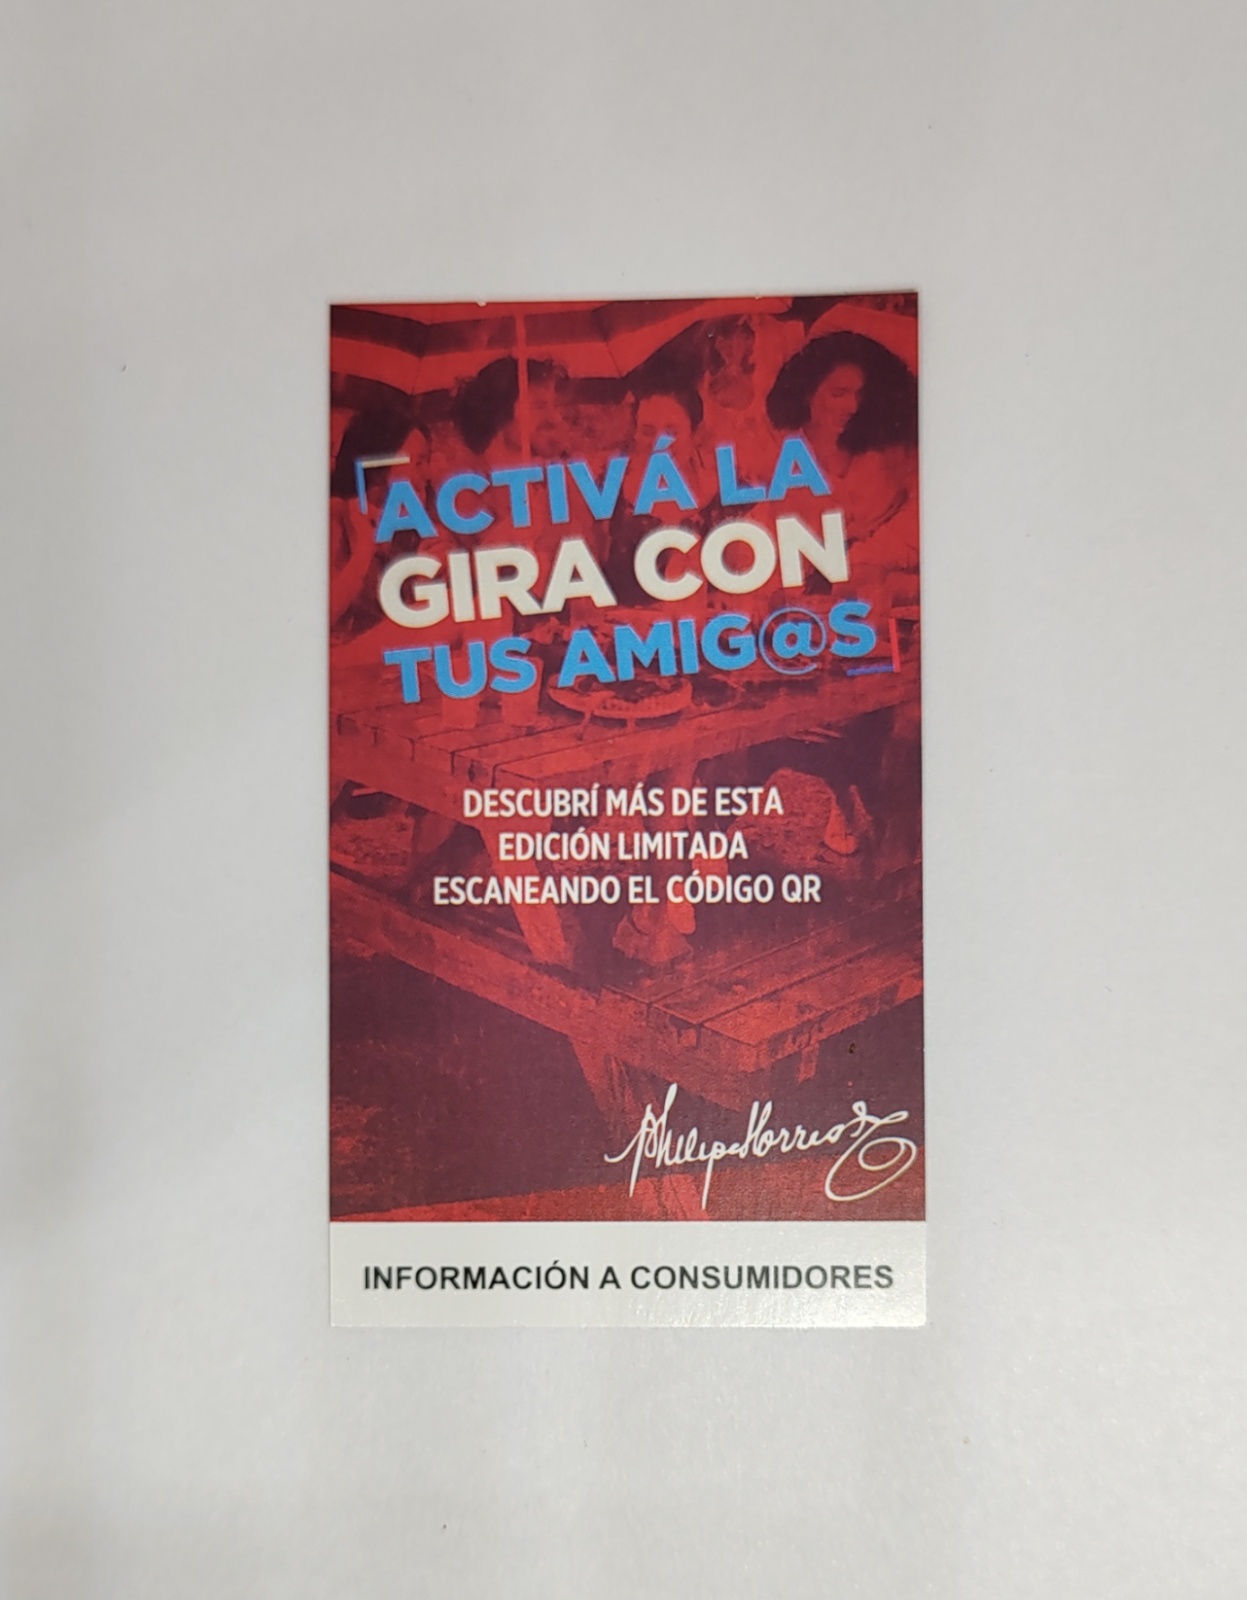 ACTIVÁ LA
GIRA CON
TUS AMIG@S
DESCUBRÍ MÁS DE ESTA
EDICIÓN LIMITADA
ESCANEANDO EL CÓDIGO QR
Philip Morris
INFORMACIÓN A CONSUMIDORES